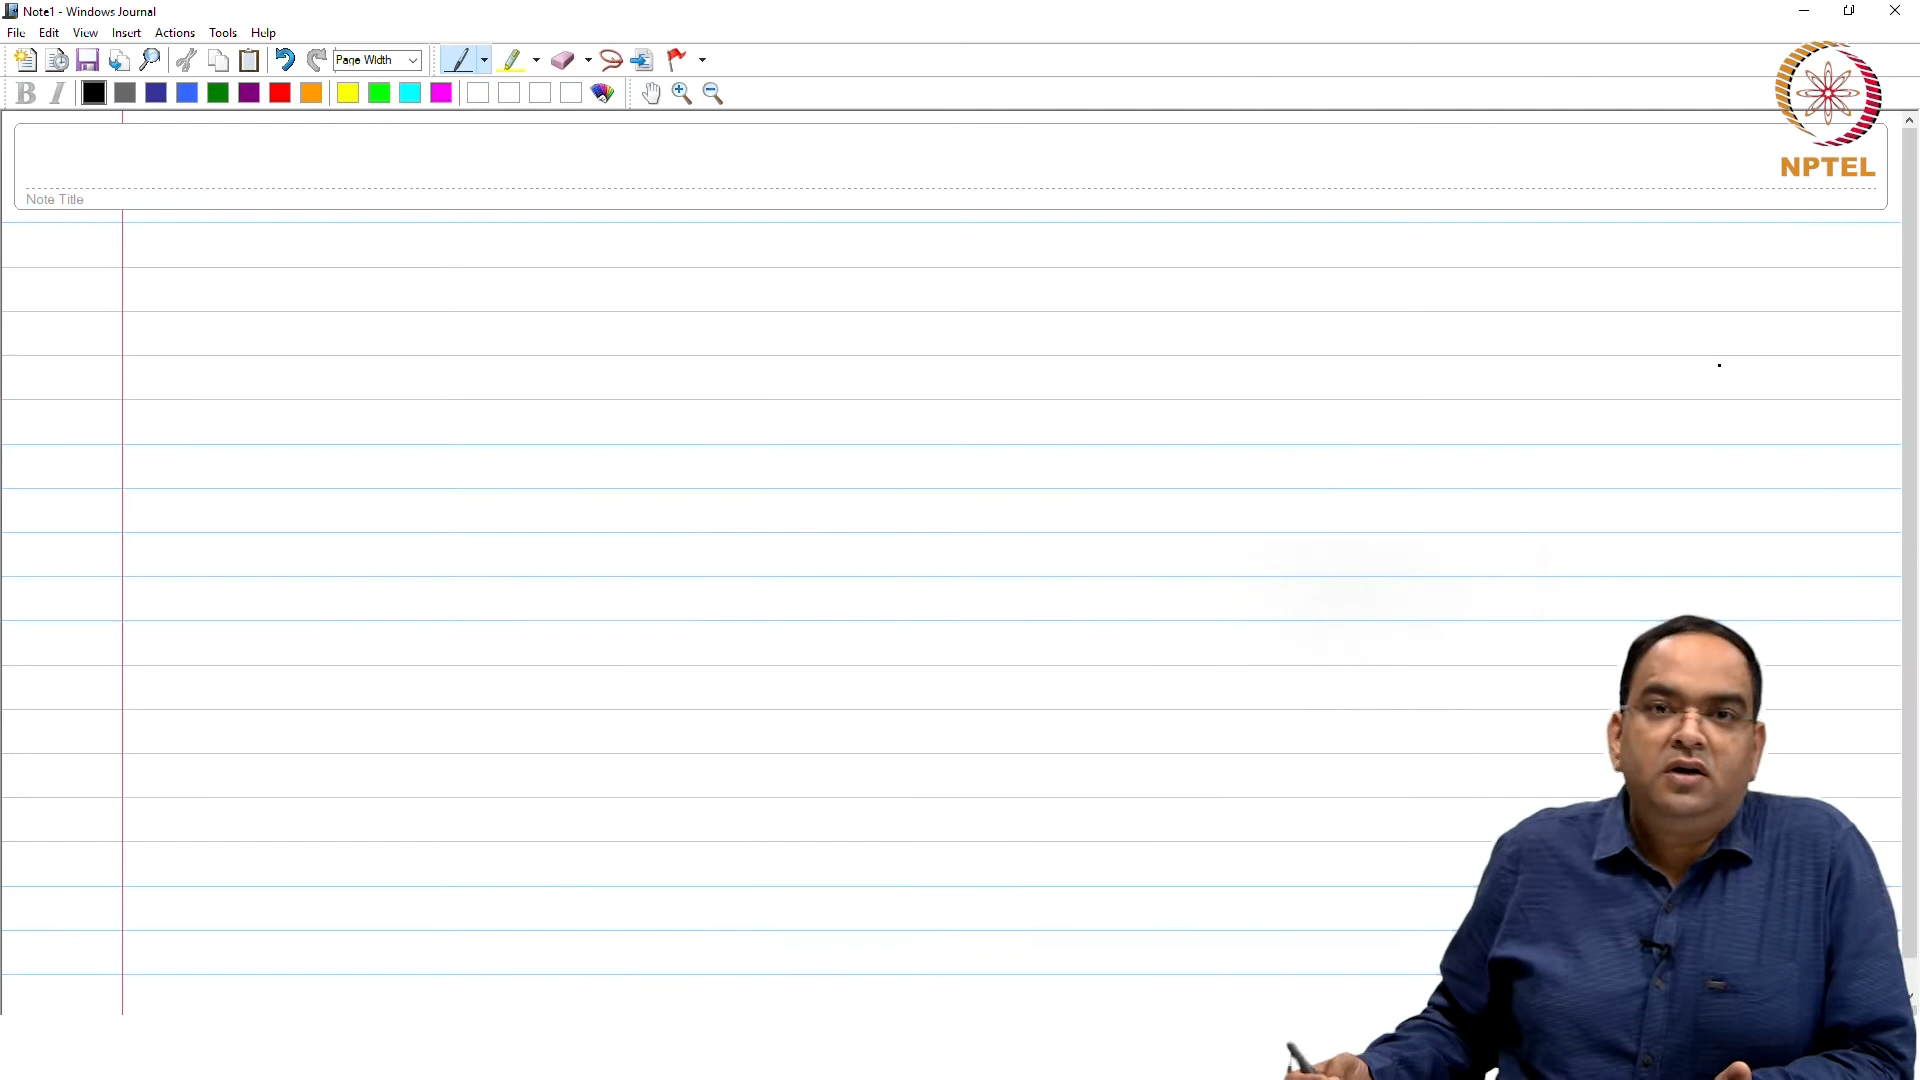 Note1 - Windows Journal
File Edit View Insert Actions Tools Help
Page Width
B I
NPTEL
Note Title